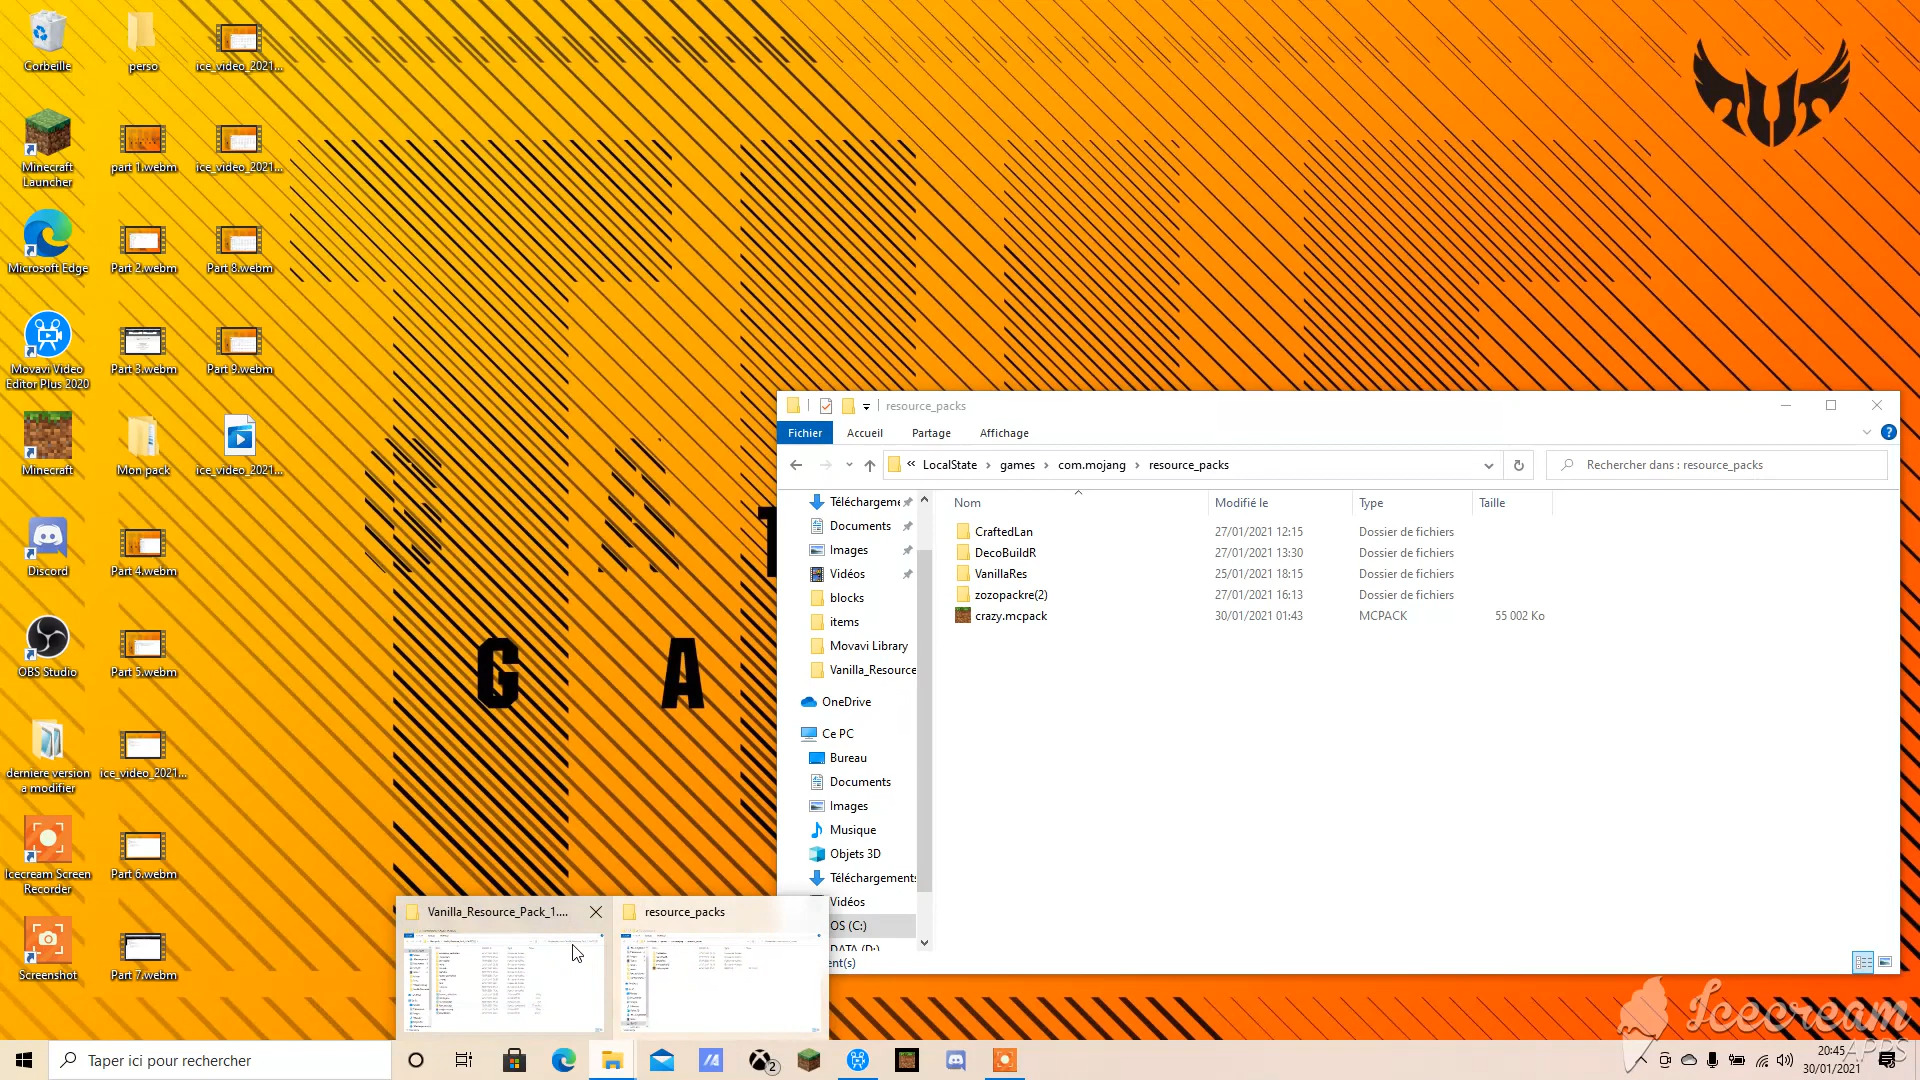 Corbeille
perso
ice_video_2021...
Minecraft
Launcher
part 1.webm
ice_video_2021...
Microsoft Edge
Part 2.webm
Part 8.webm
Movavi Video
Editor Plus 2020
Part 3.webm
Part 9.webm
Minecraft
Mon pack
ice_video_2021...
Discord
Part 4.webm
OBS Studio
Part 5.webm
derniere version
a modifier
ice_video_2021...
Icecream Screen
Recorder
Part 6.webm
Screenshot
Part 7.webm
G A
resource_packs
Fichier Accueil Partage Affichage
« LocalState > games > com.mojang > resource_packs
Rechercher dans : resource_packs
Téléchargeme
Documents
Images
Vidéos
blocks
items
Movavi Library
Vanilla_Resource
OneDrive
Ce PC
Bureau
Documents
Images
Musique
Objets 3D
Téléchargements
Vidéos
OS (C:)
DATA (D:)
ent(s)
Nom Modifié le Type Taille
CraftedLan 27/01/2021 12:15 Dossier de fichiers
DecoBuildR 27/01/2021 13:30 Dossier de fichiers
VanillaRes 25/01/2021 18:15 Dossier de fichiers
zozopackre(2) 27/01/2021 16:13 Dossier de fichiers
crazy.mcpack 30/01/2021 01:43 MCPACK 55 002 Ko
Vanilla_Resource_Pack_1....
resource_packs
Icecream
APPS
Taper ici pour rechercher
2
20:45
30/01/2021